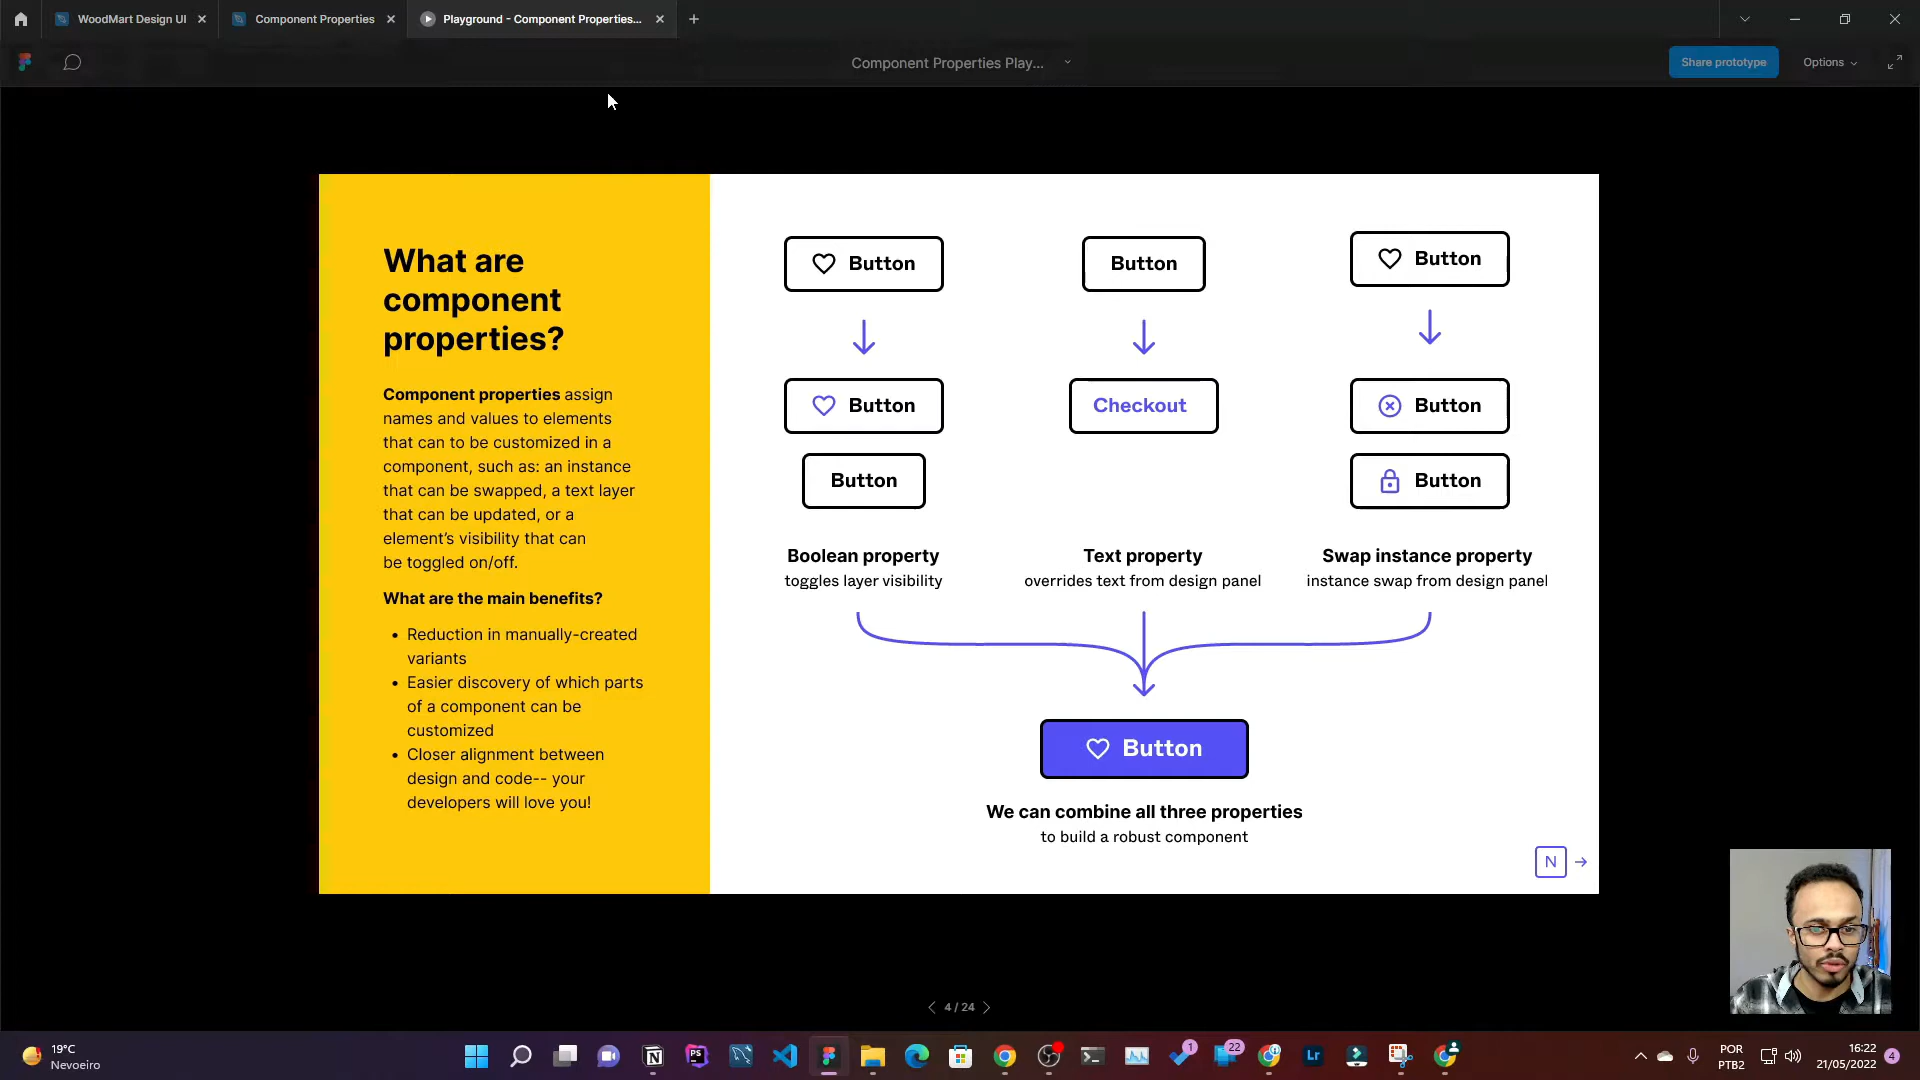 WoodMart Design UI
Component Properties
Playground - Component Properties...
Component Properties Play...
Share prototype
Options
What are
component
properties?
Component properties assign
names and values to elements
that can to be customized in a
component, such as: an instance
that can be swapped, a text layer
that can be updated, or a
element's visibility that can
be toggled on/off.
What are the main benefits?
• Reduction in manually-created
variants
• Easier discovery of which parts
of a component can be
customized
• Closer alignment between
design and code-- your
developers will love you!
Button
Button
Button
Boolean property
toggles layer visibility
Button
Checkout
Text property
overrides text from design panel
Button
Button
Button
Swap instance property
instance swap from design panel
Button
We can combine all three properties
to build a robust component
N
4 / 24
19°C
Nevoeiro
N
PS
Lr
1
22
POR
PTB2
16:22
21/05/2022
4